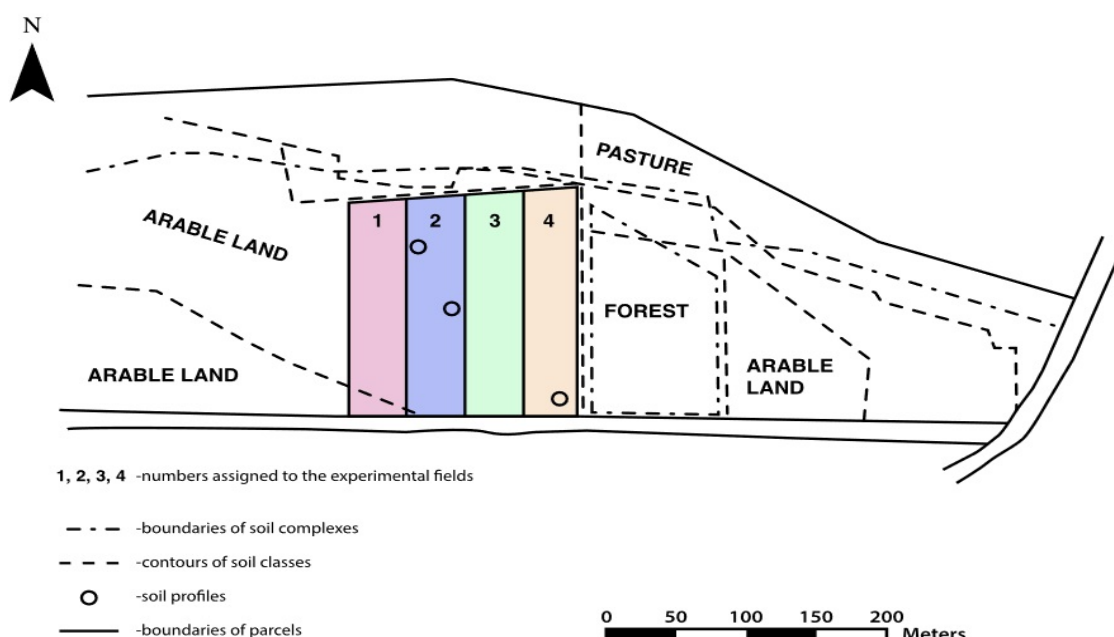 N
PASTURE
ARABLE LAND
1 2 3 4
FOREST
ARABLE LAND
ARABLE
LAND
1, 2, 3, 4 -numbers assigned to the experimental fields
-boundaries of soil complexes
-contours of soil classes
-soil profiles
-boundaries of parcels
0 50 100 150 200
Meters